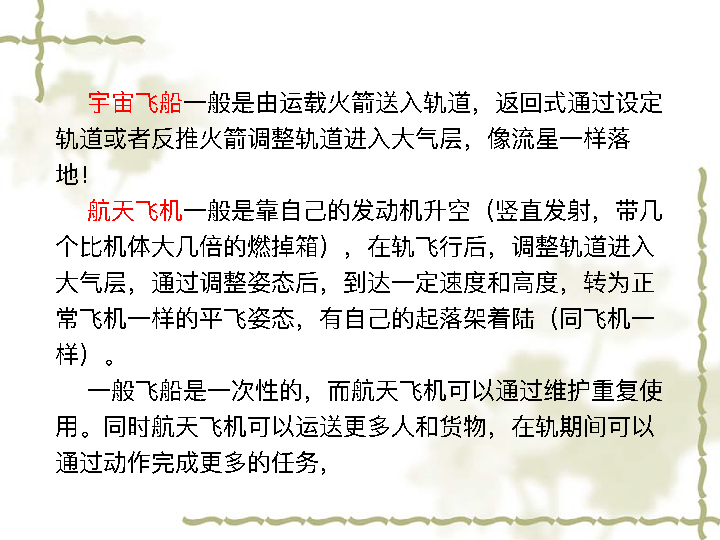 宇宙飞船一般是由运载火箭送入轨道，返回式通过设定
轨道或者反推火箭调整轨道进入大气层，像流星一样落
地！
航天飞机一般是靠自己的发动机升空（竖直发射，带几
个比机体大几倍的燃掉箱），在轨飞行后，调整轨道进入
大气层，通过调整姿态后，到达一定速度和高度，转为正
常飞机一样的平飞姿态，有自己的起落架着陆（同飞机一
样）。
一般飞船是一次性的，而航天飞机可以通过维护重复使
用。同时航天飞机可以运送更多人和货物，在轨期间可以
通过动作完成更多的任务，